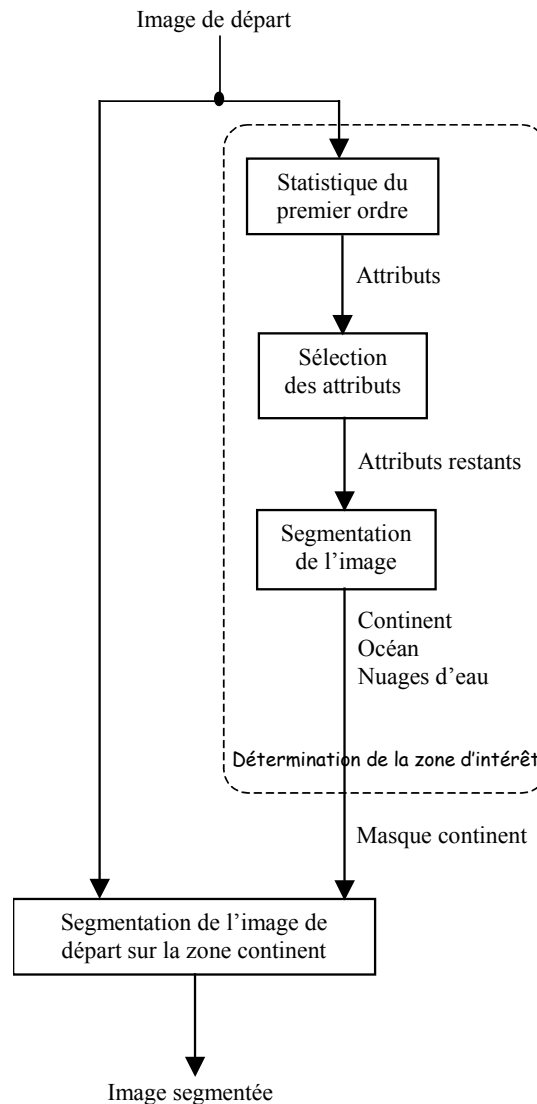 Image de départ
Statistique du
premier ordre
Attributs
Sélection
des attributs
Attributs restants
Segmentation
de l’image
Continent
Océan
Nuages d’eau
Détermination de la zone d’intérêt
Masque continent
Segmentation de l’image de
départ sur la zone continent
Image segmentée